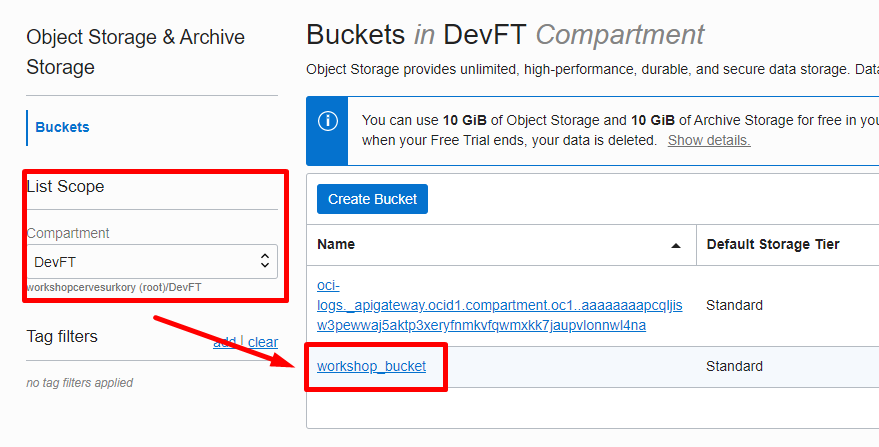 Object Storage & Archive
Storage
Buckets
List Scope
Compartment
DevFT
workshopcervesurkory (root)/DevFT
Tag filters
add | clear
no tag filters applied
Buckets in DevFT Compartment
Object Storage provides unlimited, high-performance, durable, and secure data storage. Data
You can use 10 GiB of Object Storage and 10 GiB of Archive Storage for free in you
when your Free Trial ends, your data is deleted. Show details.
Create Bucket
Name
Default Storage Tier
oci-
logs._apigateway.ocid1.compartment.oc1..aaaaaaaapcqljis
w3pewwaj5aktp3xeryfnmkvfqwmxkk7jaupvlonnwl4na
Standard
workshop_bucket
Standard